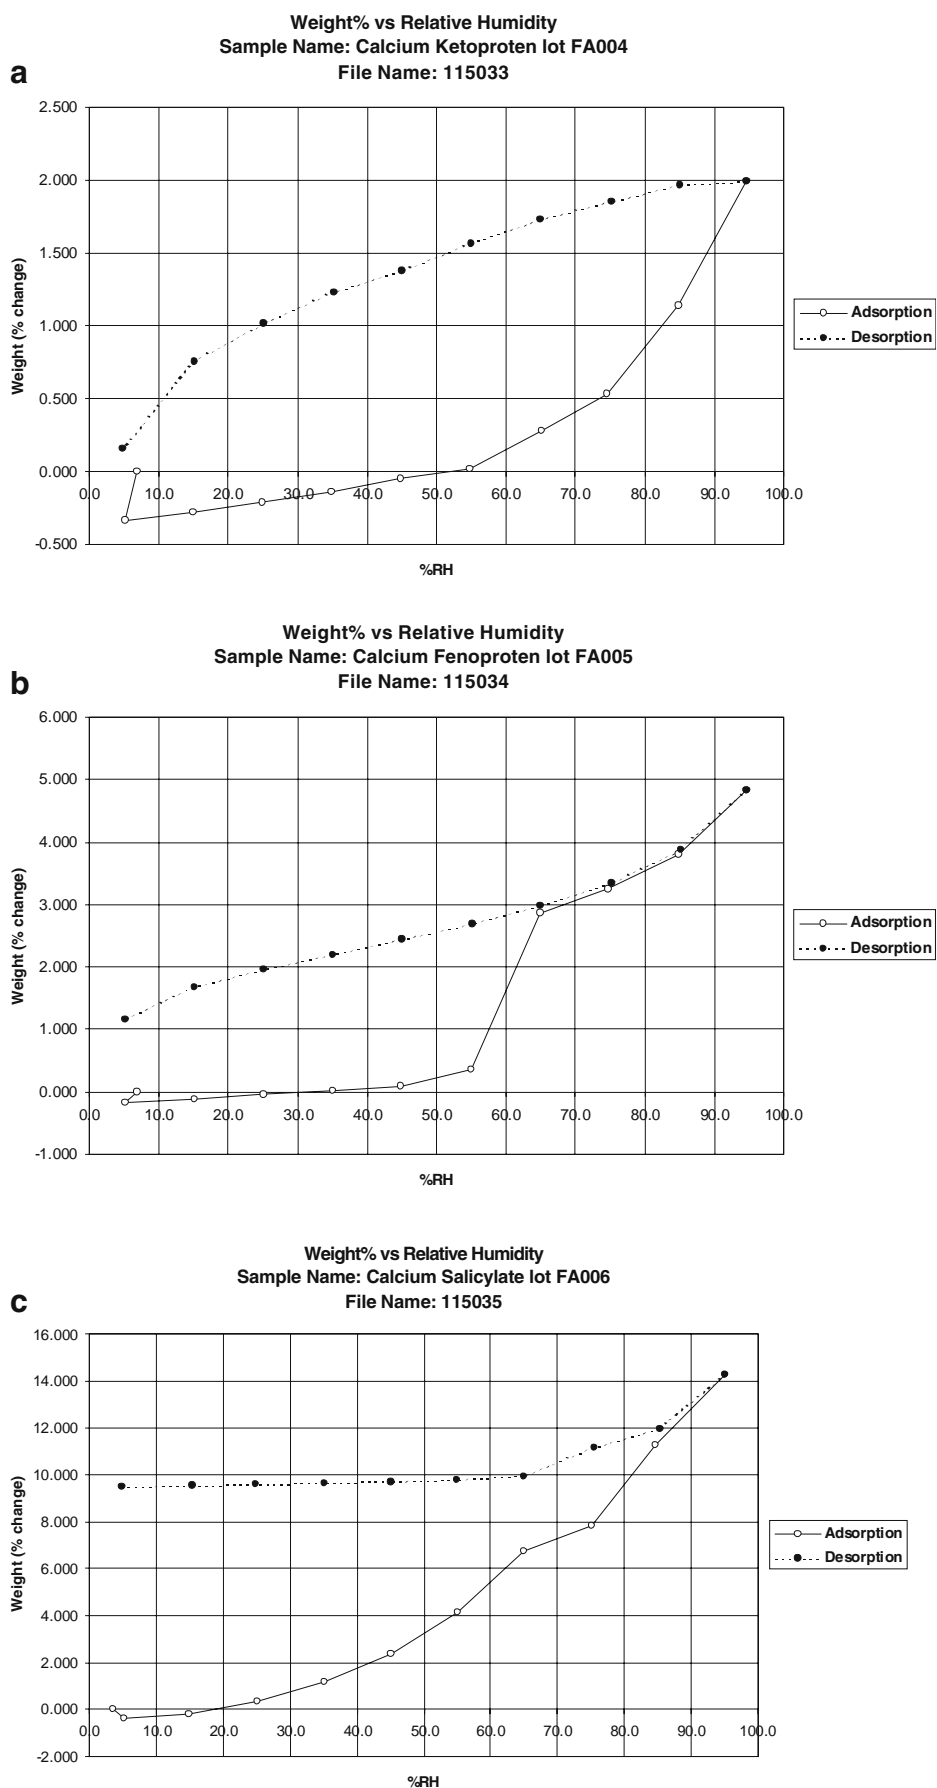 Weight% vs Relative Humidity
Sample Name: Calcium Ketoproten lot FA004
File Name: 115033
a
2.500
2.000
1.500
1.000
0.500
0.000
-0.500
Weight (% change)
0.0 10.0 20.0 30.0 40.0 50.0 60.0 70.0 80.0 90.0 100.0
%RH
Adsorption
Desorption
Weight% vs Relative Humidity
Sample Name: Calcium Fenoproten lot FA005
File Name: 115034
b
6.000
5.000
4.000
3.000
2.000
1.000
0.000
-1.000
Weight (% change)
0.0 10.0 20.0 30.0 40.0 50.0 60.0 70.0 80.0 90.0 100.0
%RH
Adsorption
Desorption
Weight% vs Relative Humidity
Sample Name: Calcium Salicylate lot FA006
File Name: 115035
c
16.000
14.000
12.000
10.000
8.000
6.000
4.000
2.000
0.000
-2.000
Weight (% change)
0.0 10.0 20.0 30.0 40.0 50.0 60.0 70.0 80.0 90.0 100.0
%RH
Adsorption
Desorption